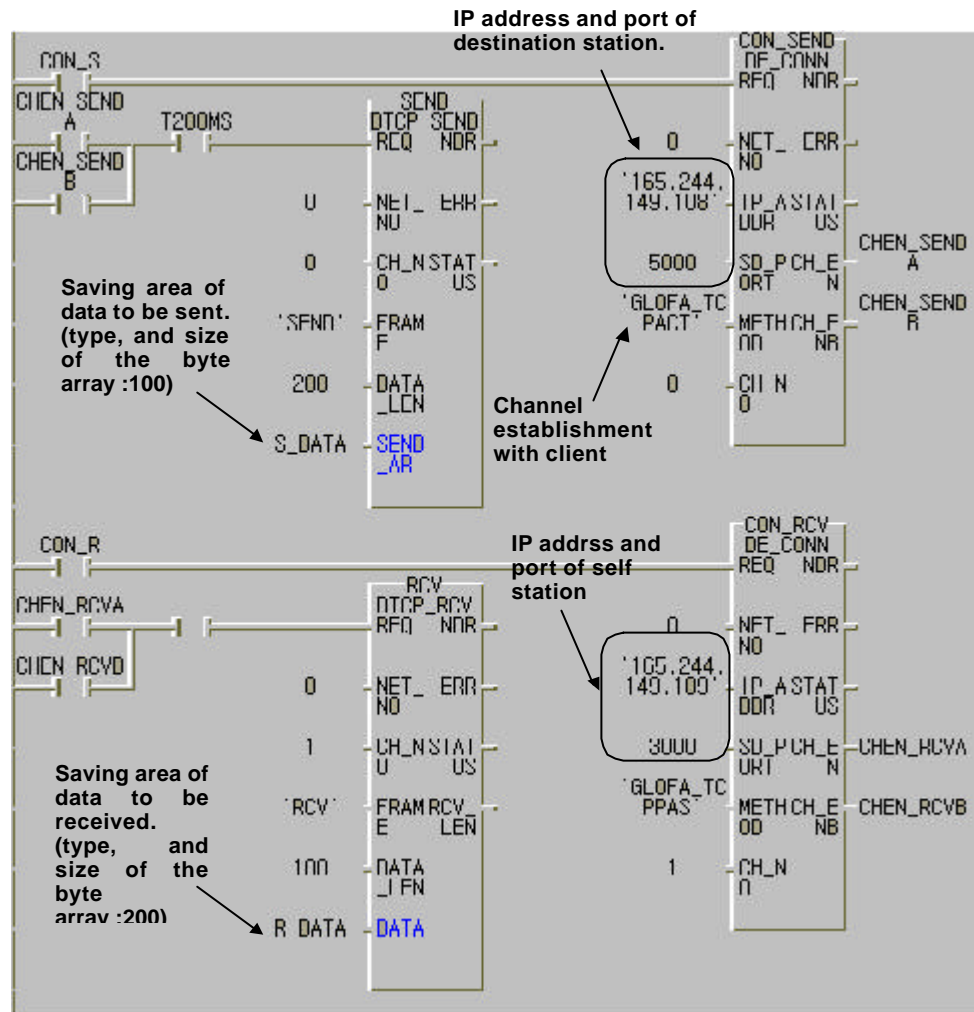 IP address and port of
destination station.
CON_S
CON_SEND
DE_CONN
REQ NDR
CHEN_SEND
A
T200MS
SEND
DTCP_SEND
REQ NDR
0
NET_ ERR
NO
CHEN_SEND
B
'165.244.
149.108'
IP_A STAT
DDR US
0
NET_ ERR
NO
5000
SD_P CH_E
ORT N
CHEN_SEND
A
0
CH_N STAT
O US
Saving area of
data to be sent.
(type, and size
of the byte
array :100)
'GLOFA_TC
PACT'
METH CH_E
OD NB
CHEN_SEND
B
'SEND'
FRAM
E
200
DATA
_LEN
0
CH_N
O
Channel
establishment
with client
S_DATA
SEND
_AR
CON_R
IP addrss and
port of self
station
CON_RCV
DE_CONN
REQ NDR
CHEN_RCVA
RCV
DTCP_RCV
REQ NDR
0
NET_ ERR
NO
CHEN_RCVB
'165.244.
149.109'
IP_A STAT
DDR US
0
NET_ ERR
NO
1
CH_N STAT
O US
3000
SD_P CH_E
ORT N
CHEN_RCVA
Saving area of
data to be
received.
(type, and
size of the
byte
array :200)
'RCV'
FRAM RCV_
E LEN
'GLOFA_TC
PPAS'
METH CH_E
OD NB
CHEN_RCVB
100
DATA
_LEN
1
CH_N
O
R_DATA
DATA